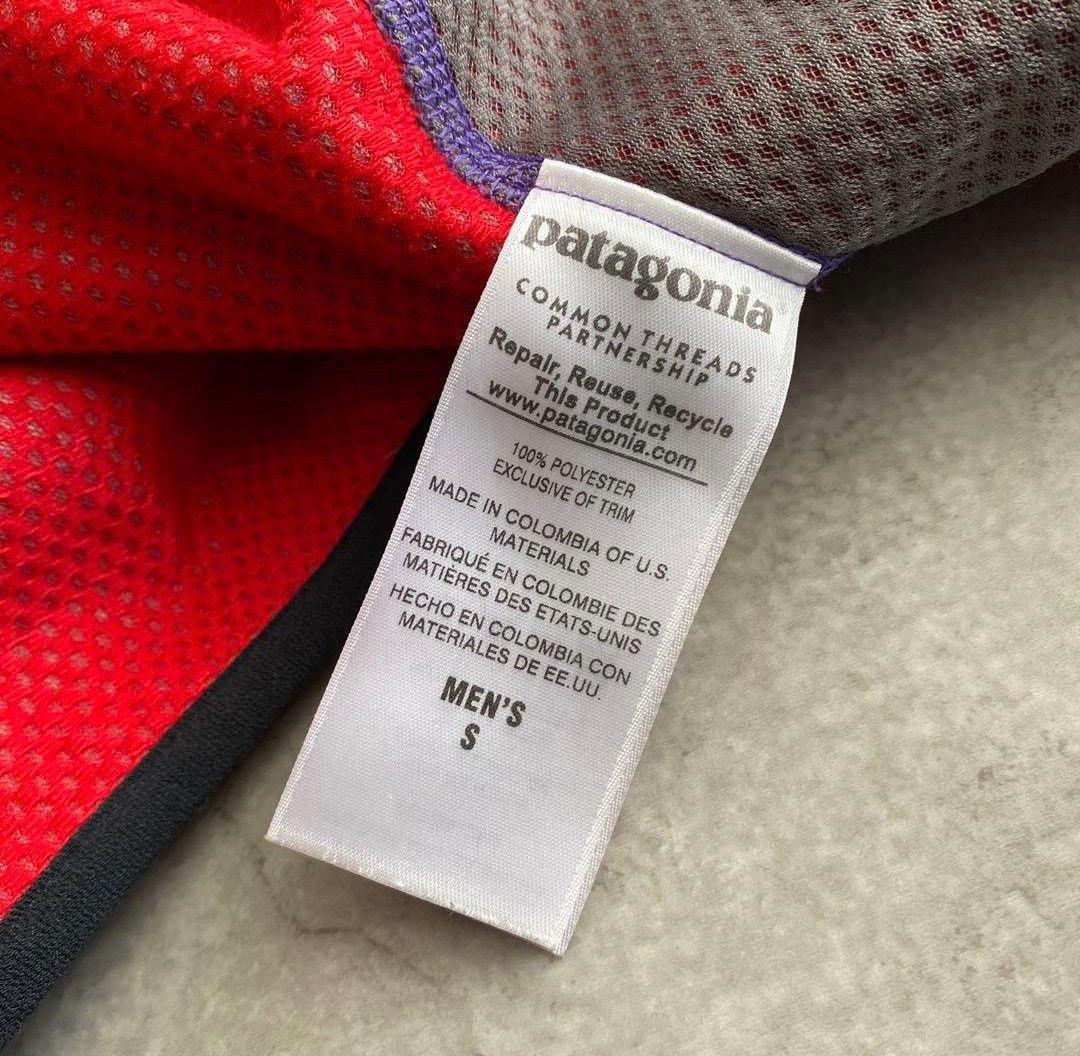 patagonia
COMMON THREADS
PARTNERSHIP
Repair, Reuse, Recycle
This Product
www.patagonia.com
100% POLYESTER
EXCLUSIVE OF TRIM
MADE IN COLOMBIA OF U.S.
MATERIALS
FABRIQUÉ EN COLOMBIE DES
MATIÈRES DES ETATS-UNIS
HECHO EN COLOMBIA CON
MATERIALES DE EE.UU.
MEN'S
S